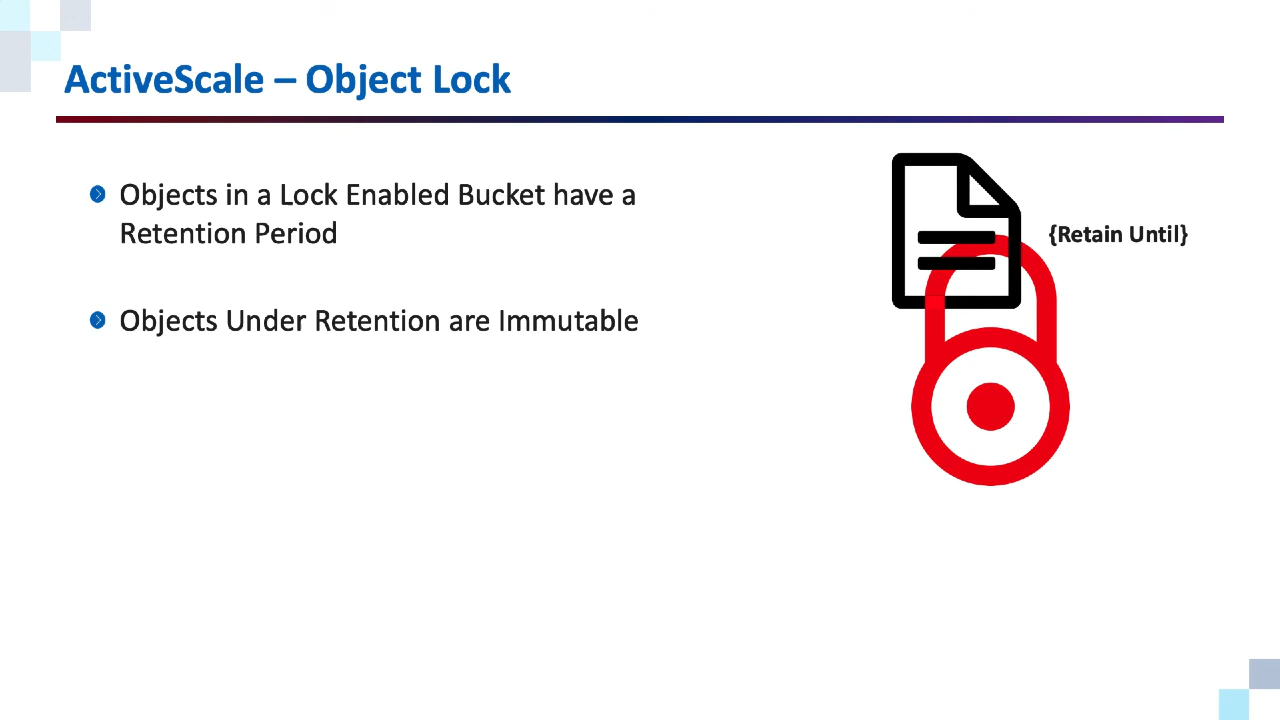 ActiveScale – Object Lock
Objects in a Lock Enabled Bucket have a
Retention Period
{Retain Until}
Objects Under Retention are Immutable